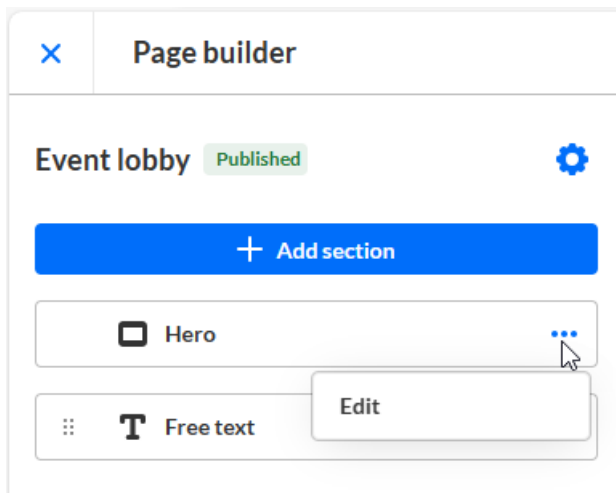 Page builder
Event lobby Published
Add section
Hero
Edit
Free text